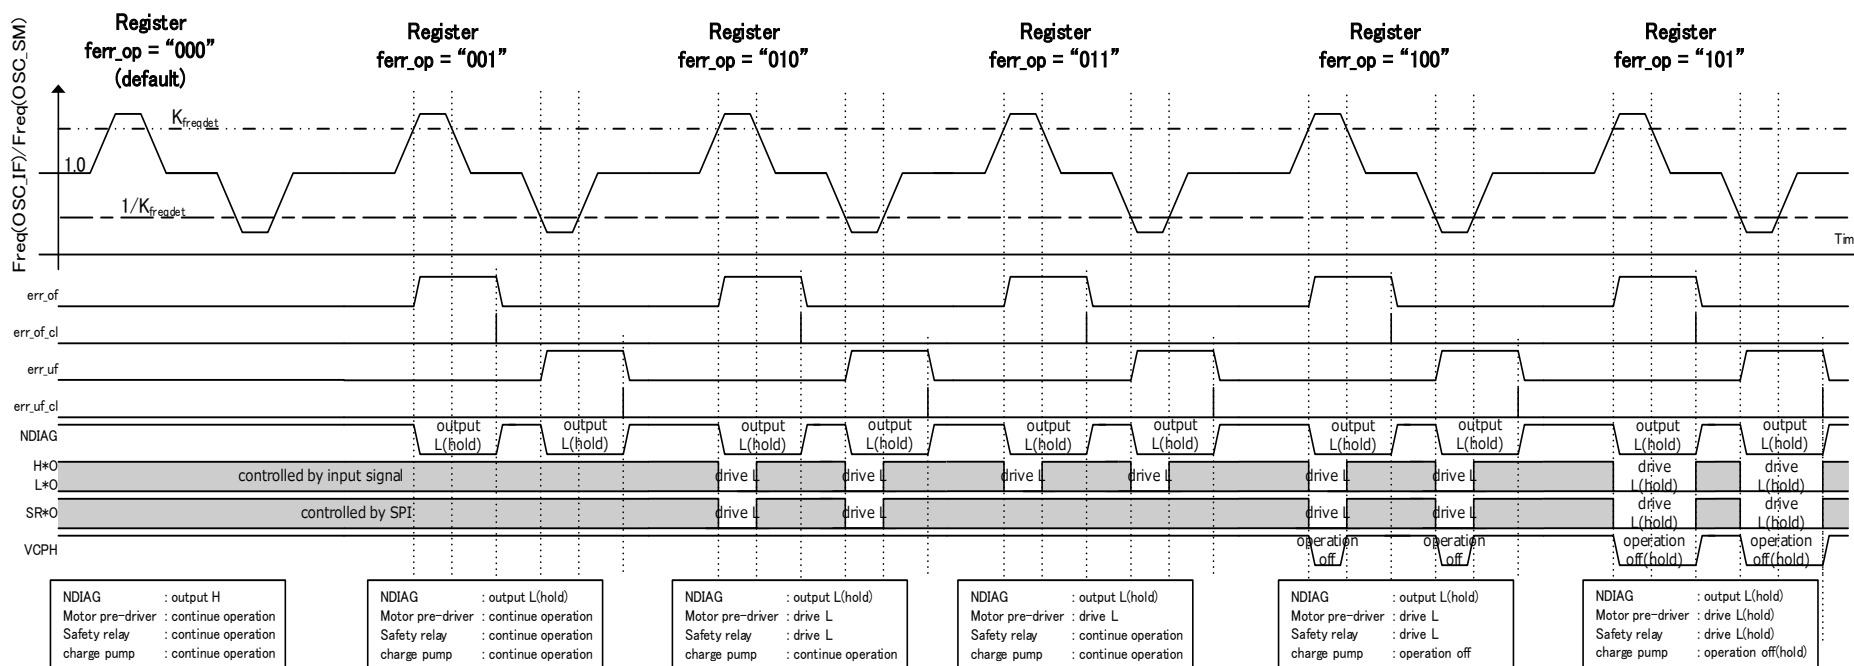 Register
ferr_op = “000”
(default)
Register
ferr_op = “001”
Register
ferr_op = “010”
Register
ferr_op = “011”
Register
ferr_op = “100”
Register
ferr_op = “101”
Freq(OSC_IF)/Freq(OSC_SM)
Kfreqdet
1.0
1/Kfreqdet
Tim
err_of
err_of_cl
err_uf
err_uf_cl
NDIAG
output
L(hold)
output
L(hold)
output
L(hold)
output
L(hold)
output
L(hold)
output
L(hold)
output
L(hold)
output
L(hold)
output
L(hold)
output
L(hold)
H*O
L*O
controlled by input signal
drive L
drive L
drive L
drive L
drive L
drive L
drive
L(hold)
drive
L(hold)
SR*O
controlled by SPI
drive L
drive L
drive L
drive L
drive
L(hold)
drive
L(hold)
VCPH
operation
off
operation
off
operation
off(hold)
operation
off(hold)
NDIAG : output H
Motor pre-driver : continue operation
Safety relay : continue operation
charge pump : continue operation
NDIAG : output L(hold)
Motor pre-driver : continue operation
Safety relay : continue operation
charge pump : continue operation
NDIAG : output L(hold)
Motor pre-driver : drive L
Safety relay : drive L
charge pump : continue operation
NDIAG : output L(hold)
Motor pre-driver : drive L
Safety relay : continue operation
charge pump : continue operation
NDIAG : output L(hold)
Motor pre-driver : drive L
Safety relay : drive L
charge pump : operation off
NDIAG : output L(hold)
Motor pre-driver : drive L(hold)
Safety relay : drive L(hold)
charge pump : operation off(hold)